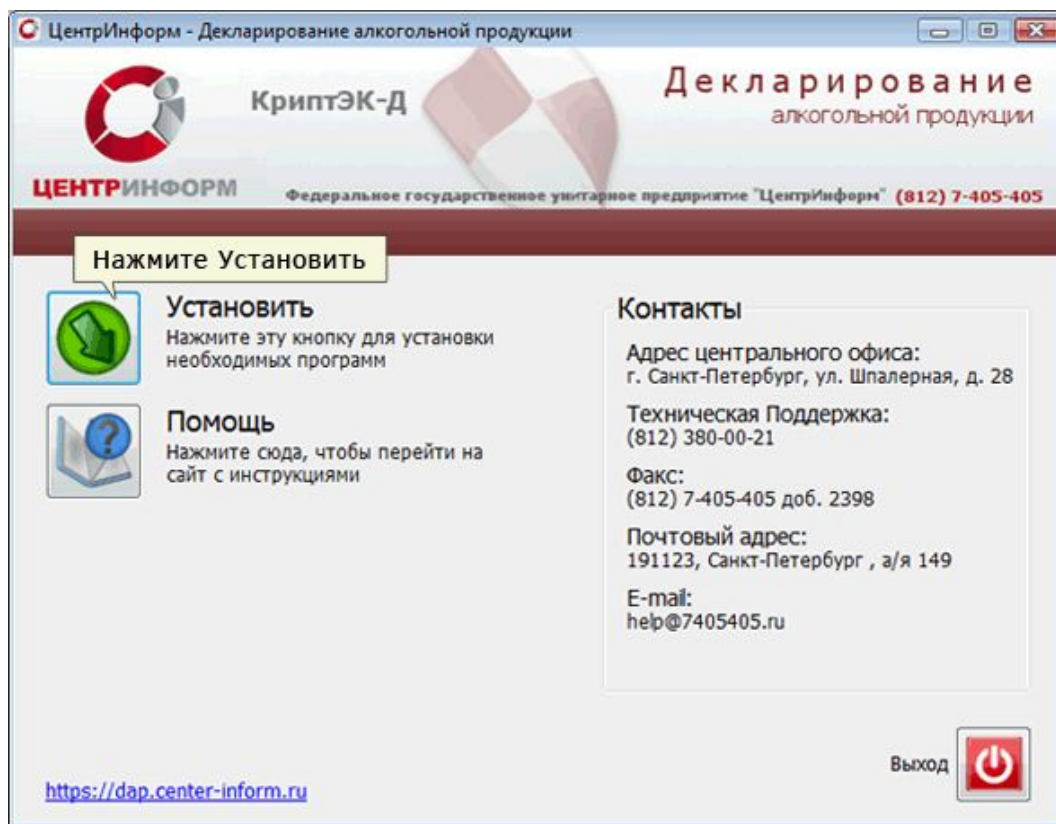 ЦентрИнформ - Декларирование алкогольной продукции
КриптЭК-Д
Декларирование
алкогольной продукции
ЦЕНТРИНФОРМ
Федеральное государственное унитарное предприятие "ЦентрИнформ" (812) 7-405-405
Нажмите Установить
Установить
Нажмите эту кнопку для установки
необходимых программ
Помощь
Нажмите сюда, чтобы перейти на
сайт с инструкциями
Контакты
Адрес центрального офиса:
г. Санкт-Петербург, ул. Шпалерная, д. 28
Техническая Поддержка:
(812) 380-00-21
Факс:
(812) 7-405-405 доб. 2398
Почтовый адрес:
191123, Санкт-Петербург , а/я 149
E-mail:
help@7405405.ru
Выход
https://dap.center-inform.ru